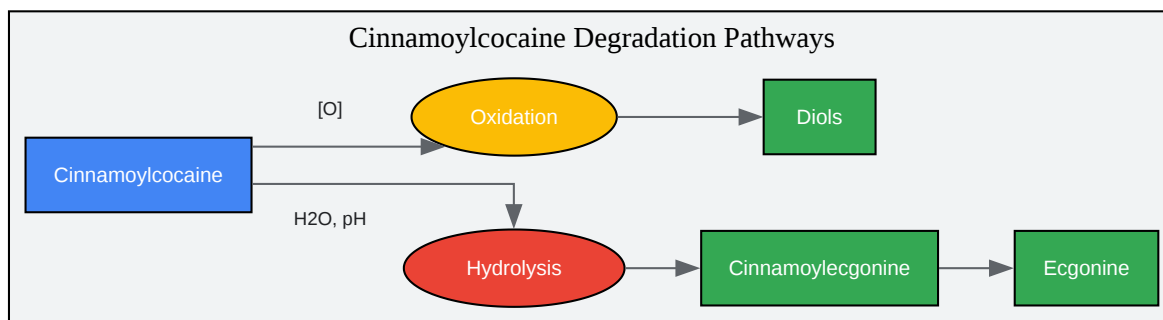 Cinnamoylcocaine Degradation Pathways
[O]
Oxidation
Diols
Cinnamoylcocaine
H2O, pH
Hydrolysis
Cinnamoylecgonine
Ecgonine